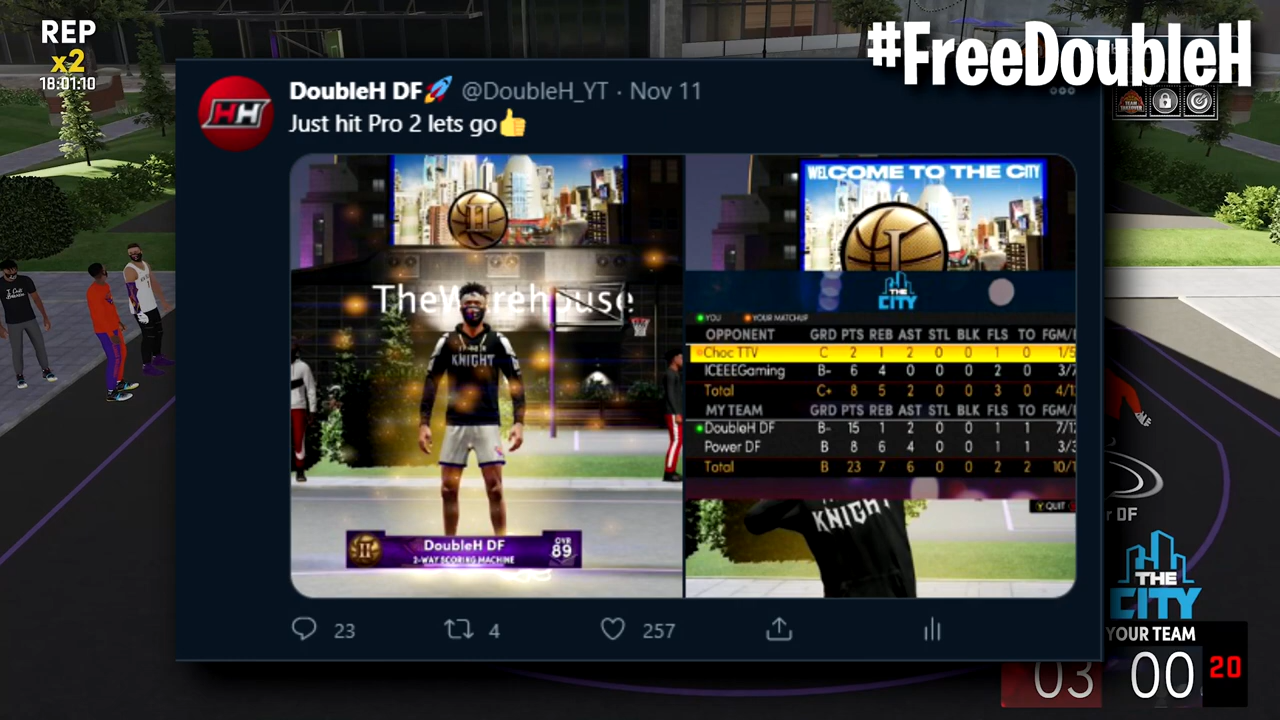 REP
x2
18:01:10
#FreeDoubleH
HH
DoubleH DF🚀 @DoubleH_YT · Nov 11
Just hit Pro 2 lets go👍
II
TheWarehouse
KNIGHT
II
DoubleH DF
2-WAY SCORING MACHINE
OVR
89
WELCOME TO THE CITY
I
THE
CITY
YOU YOUR MATCHUP
OPPONENT GRD PTS REB AST STL BLK FLS TO FGM/
Choc TTV C 2 1 2 0 0 1 0 1/5
ICEEEGaming B- 6 4 0 0 0 2 0 3/7
Total C+ 8 5 2 0 0 3 0 4/1
MY TEAM GRD PTS REB AST STL BLK FLS TO FGM/
DoubleH DF B- 15 1 2 0 0 1 1 7/1
Power DF B 8 6 4 0 0 1 1 3/3
Total B 23 7 6 0 0 2 2 10/1
KNIGHT
QUIT
23 4 257
r DF
THE
CITY
YOUR TEAM
03 00 20